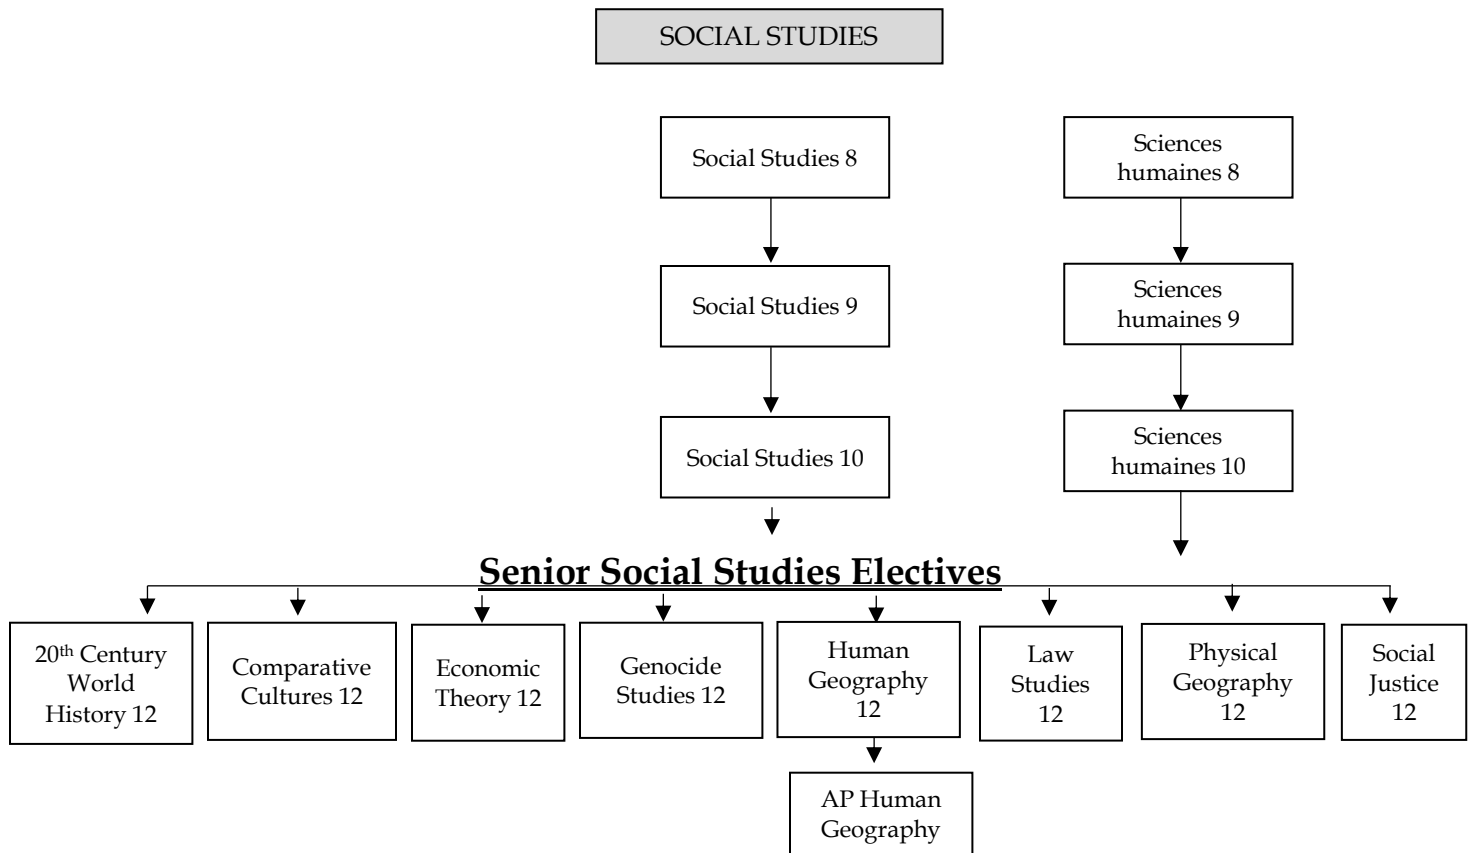 SOCIAL STUDIES
Social Studies 8
Sciences
humaines 8
Social Studies 9
Sciences
humaines 9
Social Studies 10
Sciences
humaines 10
Senior Social Studies Electives
20th Century
World
History 12
Comparative
Cultures 12
Economic
Theory 12
Genocide
Studies 12
Human
Geography
12
Law
Studies
12
Physical
Geography
12
Social
Justice
12
AP Human
Geography